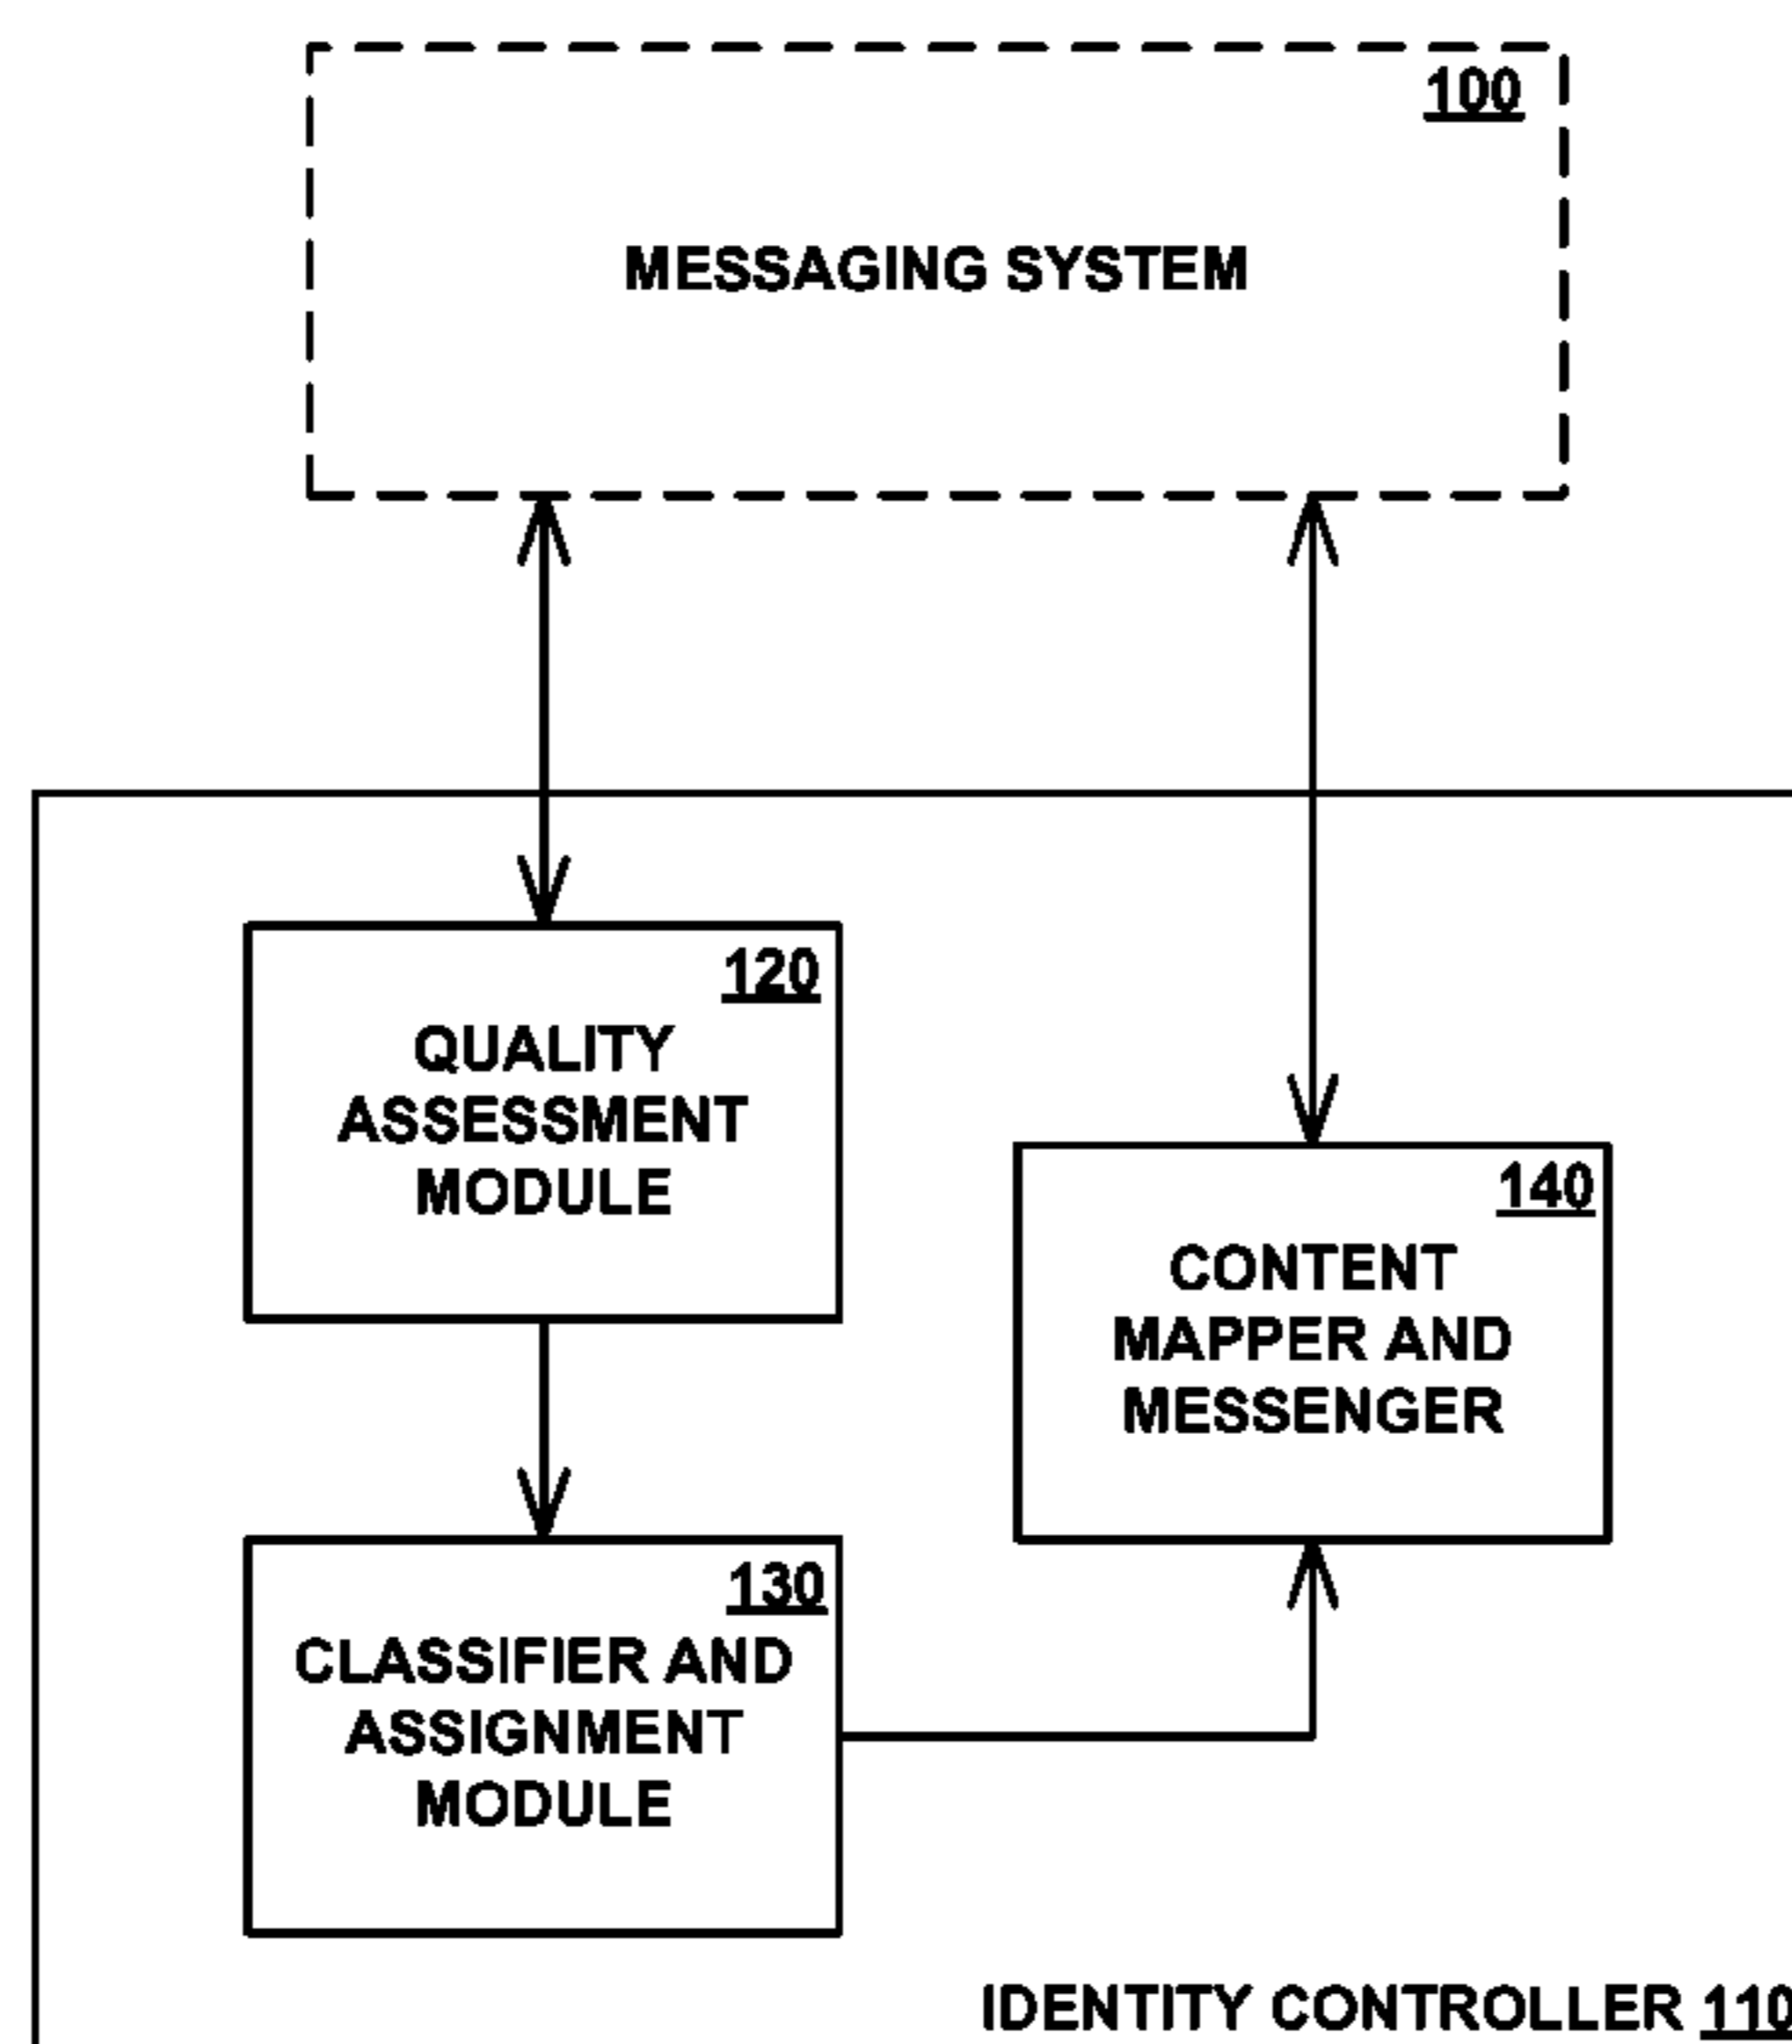 100
MESSAGING SYSTEM
120
QUALITY
ASSESSMENT
MODULE
140
CONTENT
MAPPER AND
MESSENGER
130
CLASSIFIER AND
ASSIGNMENT
MODULE
IDENTITY CONTROLLER 110